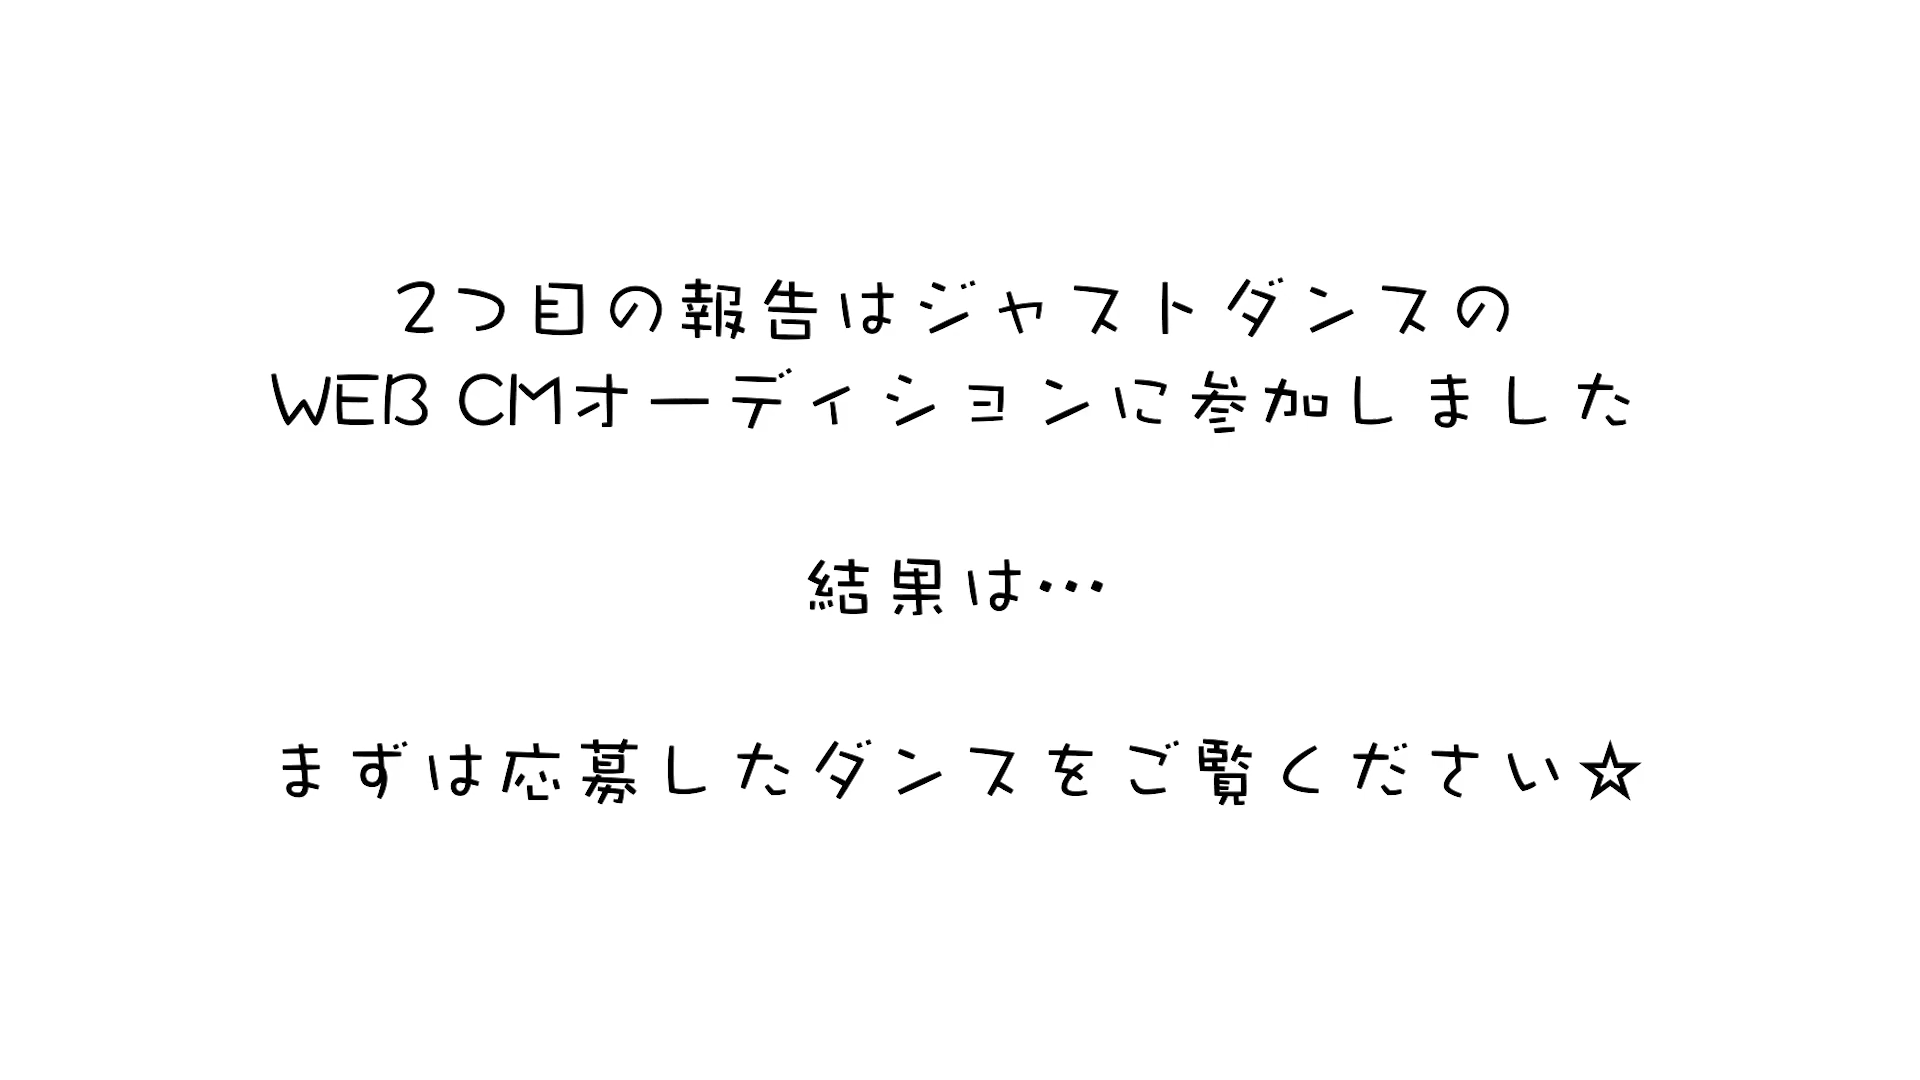 2つ目の報告はジャストダンスの
WEB CMオーディションに参加しました
結果は…
まずは応募したダンスをご覧ください☆